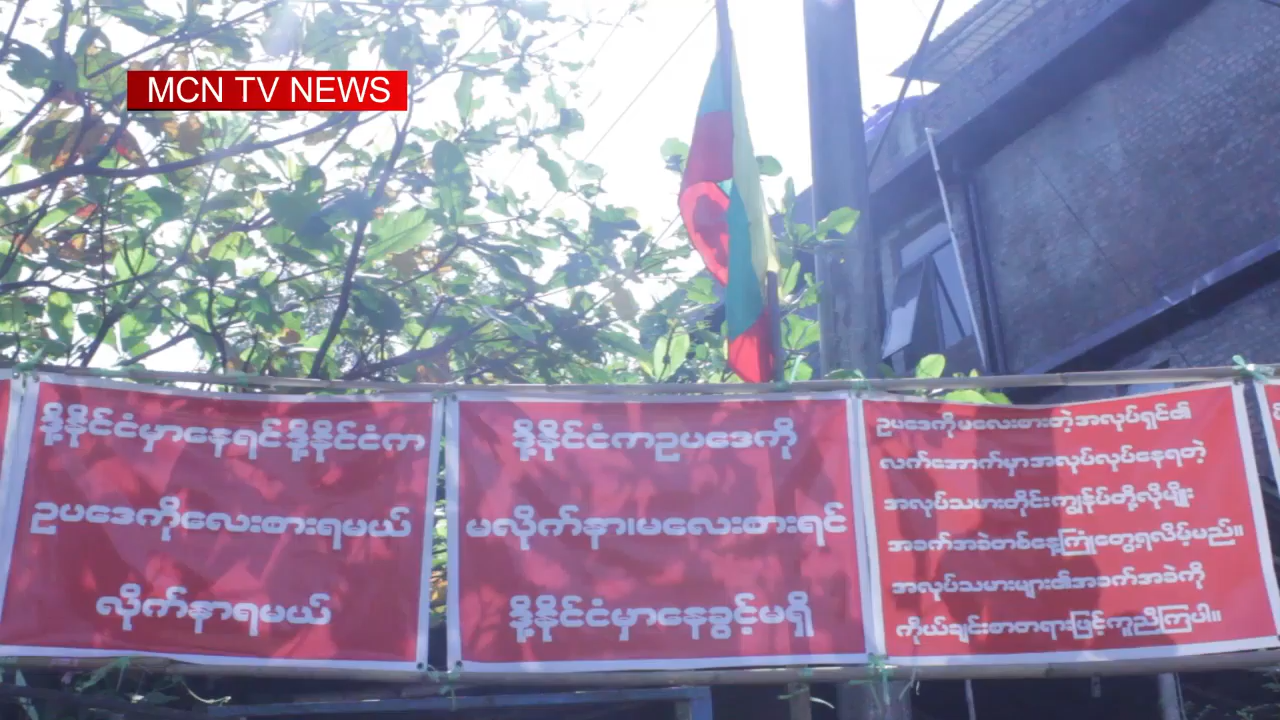 MCN TV NEWS
ဒို့နိုင်ငံမှာနေရင်ဒို့နိုင်ငံက
ဥပဒေကိုလေးစားရမယ်
လိုက်နာရမယ်
ဒို့နိုင်ငံကဥပဒေကို
မလိုက်နာ၊မလေးစားရင်
ဒို့နိုင်ငံမှာနေခွင့်မရှိ
ဥပဒေကိုမလေးစားတဲ့အလုပ်ရှင်၏
လက်အောက်မှာအလုပ်လုပ်နေရတဲ့
အလုပ်သမားတိုင်းကျွန်ုပ်တို့လိုမျိုး
အခက်အခဲတစ်နေ့ကြုံတွေ့ရလိမ့်မည်။
အလုပ်သမားများ၏အခက်အခဲကို
ကိုယ်ချင်းစာတရားဖြင့်ကူညီကြပါ။